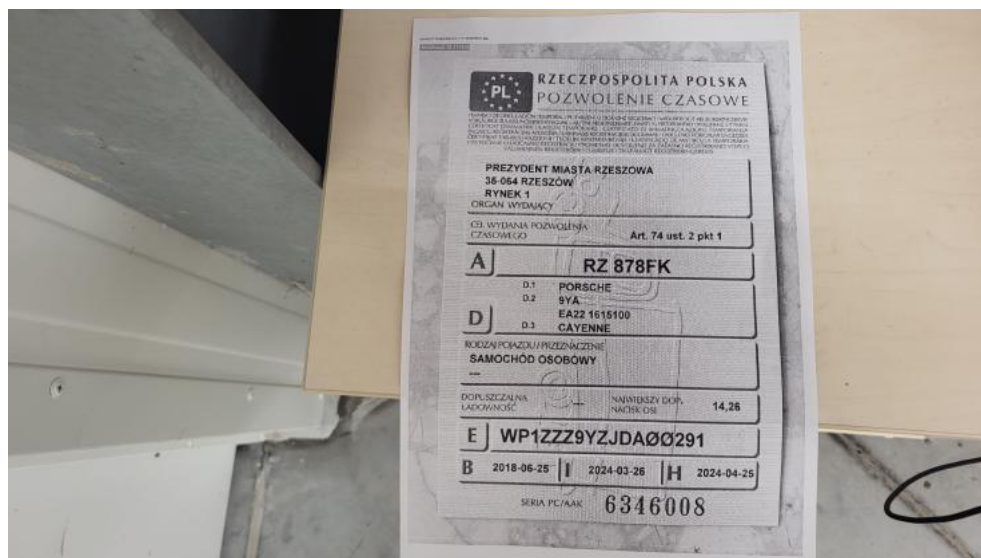 PL
RZECZPOSPOLITA POLSKA
POZWOLENIE CZASOWE
PREZYDENT MIASTA RZESZOWA
35-064 RZESZÓW
RYNEK 1
ORGAN WYDAJĄCY
CEL WYDANIA POZWOLENIA
CZASOWEGO Art. 74 ust. 2 pkt 1
A RZ 878FK
D.1 PORSCHE
D.2 9YA
EA22 1615100
D D.3 CAYENNE
RODZAJ POJAZDU / PRZEZNACZENIE
SAMOCHÓD OSOBOWY
---
DOPUSZCZALNA ŁADOWNOŚĆ — NAJWIĘKSZY DOP. NACISK OSI 14,26
E WP1ZZZ9YZJDAØØ291
B 2018-06-25 I 2024-03-26 H 2024-04-25
SERIA PC/AAK 6346008